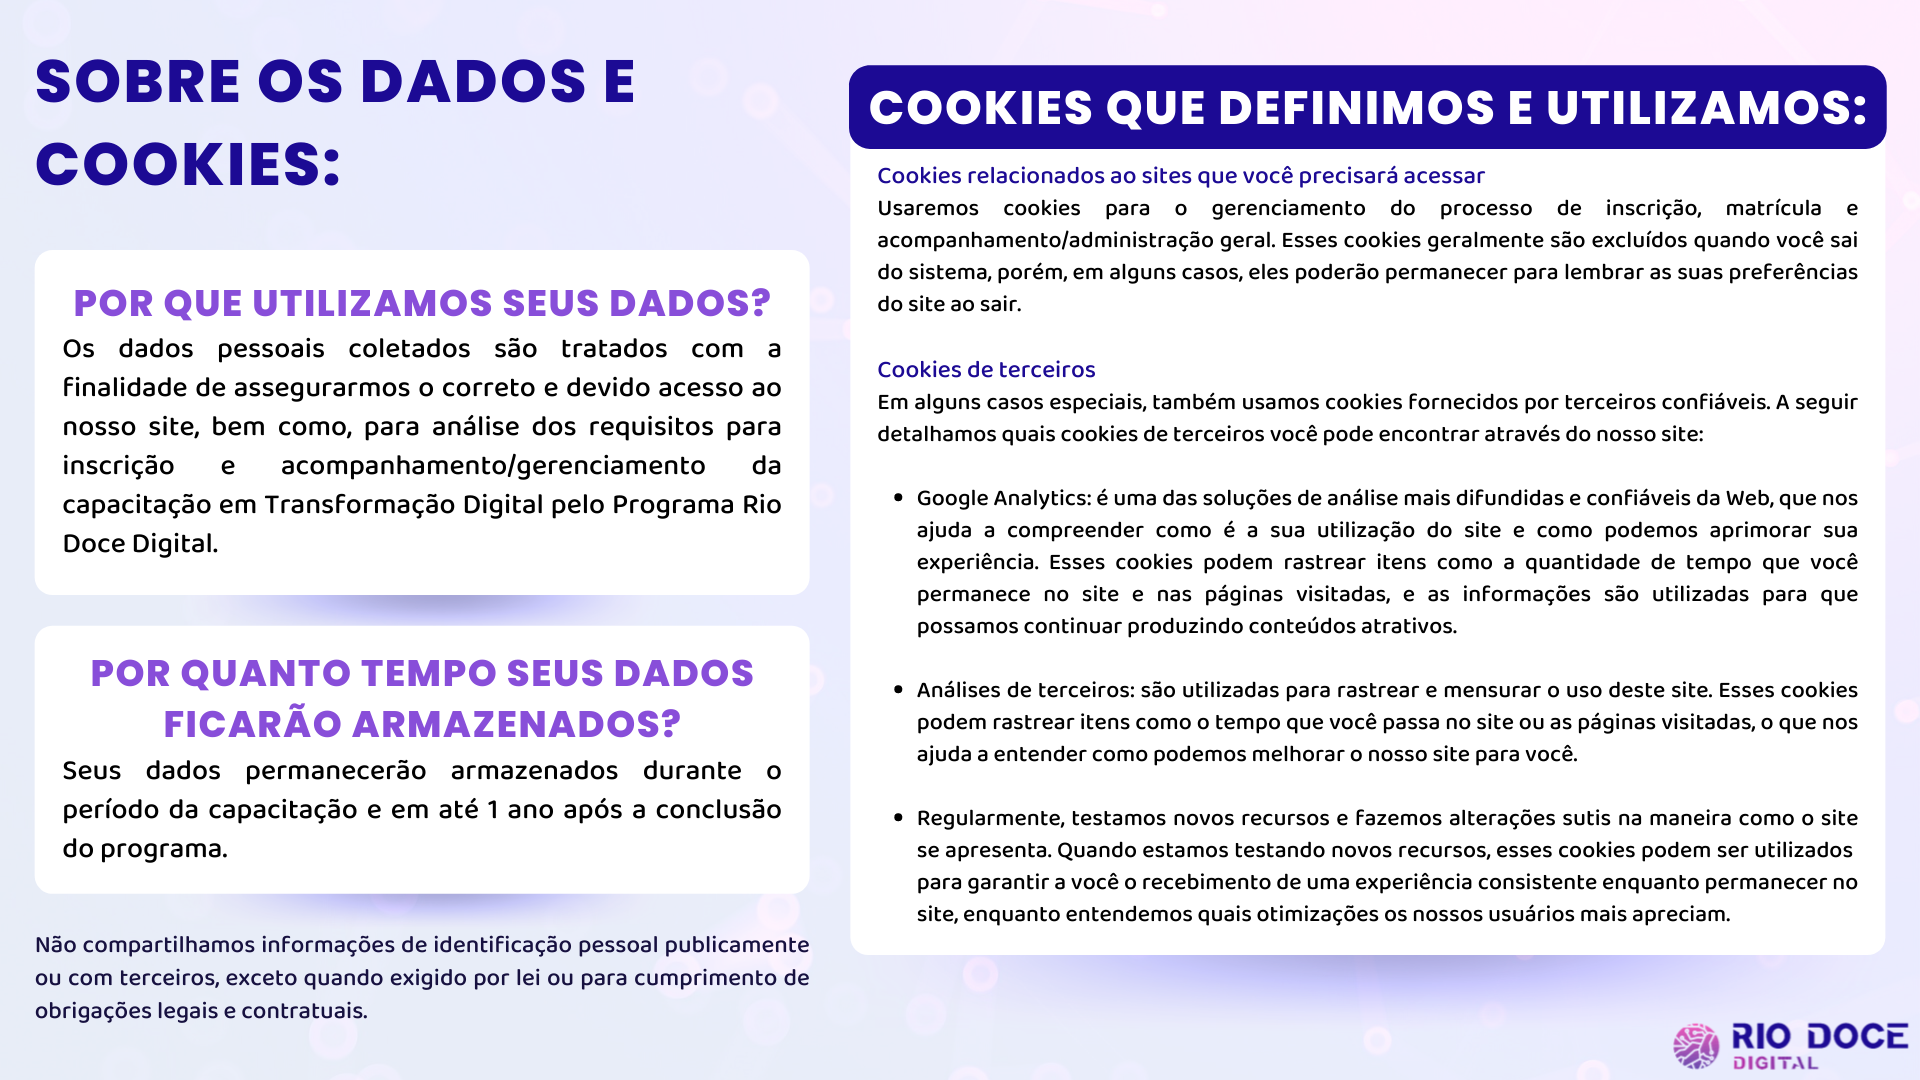 SOBRE OS DADOS E
COOKIES:
POR QUE UTILIZAMOS SEUS DADOS?
Os dados pessoais coletados são tratados com a
finalidade de assegurarmos o correto e devido acesso ao
nosso site, bem como, para análise dos requisitos para
inscrição e acompanhamento/gerenciamento da
capacitação em Transformação Digital pelo Programa Rio
Doce Digital.
POR QUANTO TEMPO SEUS DADOS
FICARÃO ARMAZENADOS?
Seus dados permanecerão armazenados durante o
período da capacitação e em até 1 ano após a conclusão
do programa.
Não compartilhamos informações de identificação pessoal publicamente
ou com terceiros, exceto quando exigido por lei ou para cumprimento de
obrigações legais e contratuais.
COOKIES QUE DEFINIMOS E UTILIZAMOS:
Cookies relacionados ao sites que você precisará acessar
Usaremos cookies para o gerenciamento do processo de inscrição, matrícula e
acompanhamento/administração geral. Esses cookies geralmente são excluídos quando você sai
do sistema, porém, em alguns casos, eles poderão permanecer para lembrar as suas preferências
do site ao sair.
Cookies de terceiros
Em alguns casos especiais, também usamos cookies fornecidos por terceiros confiáveis. A seguir
detalhamos quais cookies de terceiros você pode encontrar através do nosso site:
• Google Analytics: é uma das soluções de análise mais difundidas e confiáveis da Web, que nos
ajuda a compreender como é a sua utilização do site e como podemos aprimorar sua
experiência. Esses cookies podem rastrear itens como a quantidade de tempo que você
permanece no site e nas páginas visitadas, e as informações são utilizadas para que
possamos continuar produzindo conteúdos atrativos.
• Análises de terceiros: são utilizadas para rastrear e mensurar o uso deste site. Esses cookies
podem rastrear itens como o tempo que você passa no site ou as páginas visitadas, o que nos
ajuda a entender como podemos melhorar o nosso site para você.
• Regularmente, testamos novos recursos e fazemos alterações sutis na maneira como o site
se apresenta. Quando estamos testando novos recursos, esses cookies podem ser utilizados
para garantir a você o recebimento de uma experiência consistente enquanto permanecer no
site, enquanto entendemos quais otimizações os nossos usuários mais apreciam.
RIO DOCE
DIGITAL